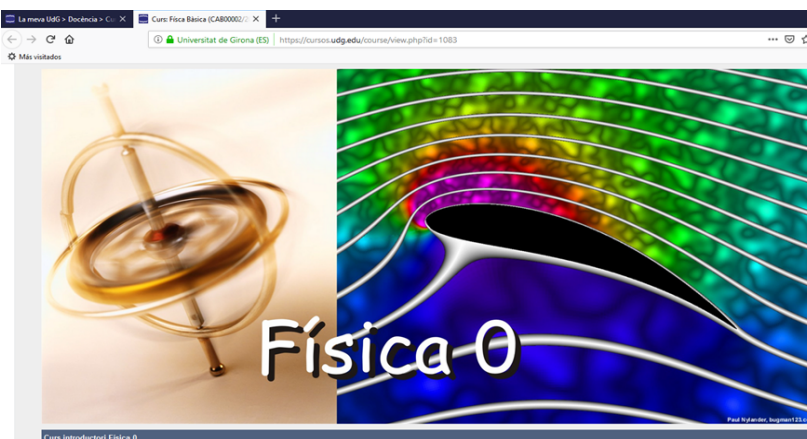 La meva UdG > Docència > Cu
Curs: Física Bàsica (CAB00002/2
Universitat de Girona (ES)
https://cursos.udg.edu/course/view.php?id=1083
Más visitados
Física 0
Paul Nylander, bugman123.c
Curs introductori Física 0